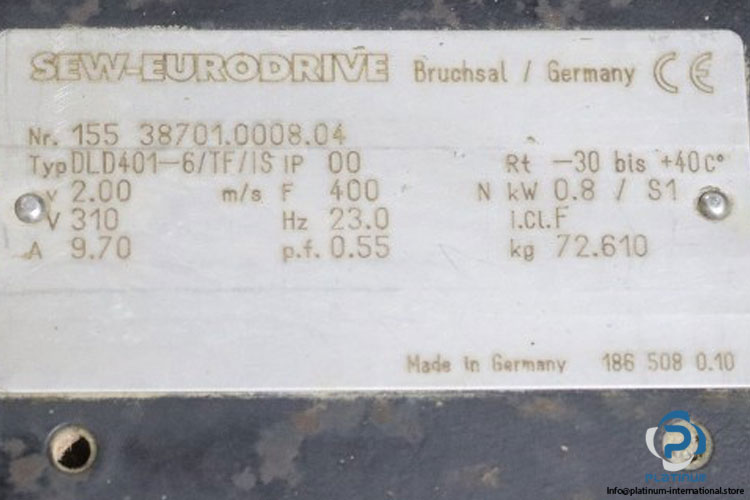 SEW-EURODRIVE Bruchsal / Germany CE
Nr. 155 38701.0008.04
Typ DLD401-6/TF/IS IP 00 Rt -30 bis +40C°
v 2.00 m/s F 400 N kW 0.8 / S1
V 310 Hz 23.0 I.Cl.F
A 9.70 p.f. 0.55 kg 72.610
Made in Germany 186 508 0.10
PLATINUM
Info@platinum-international.store